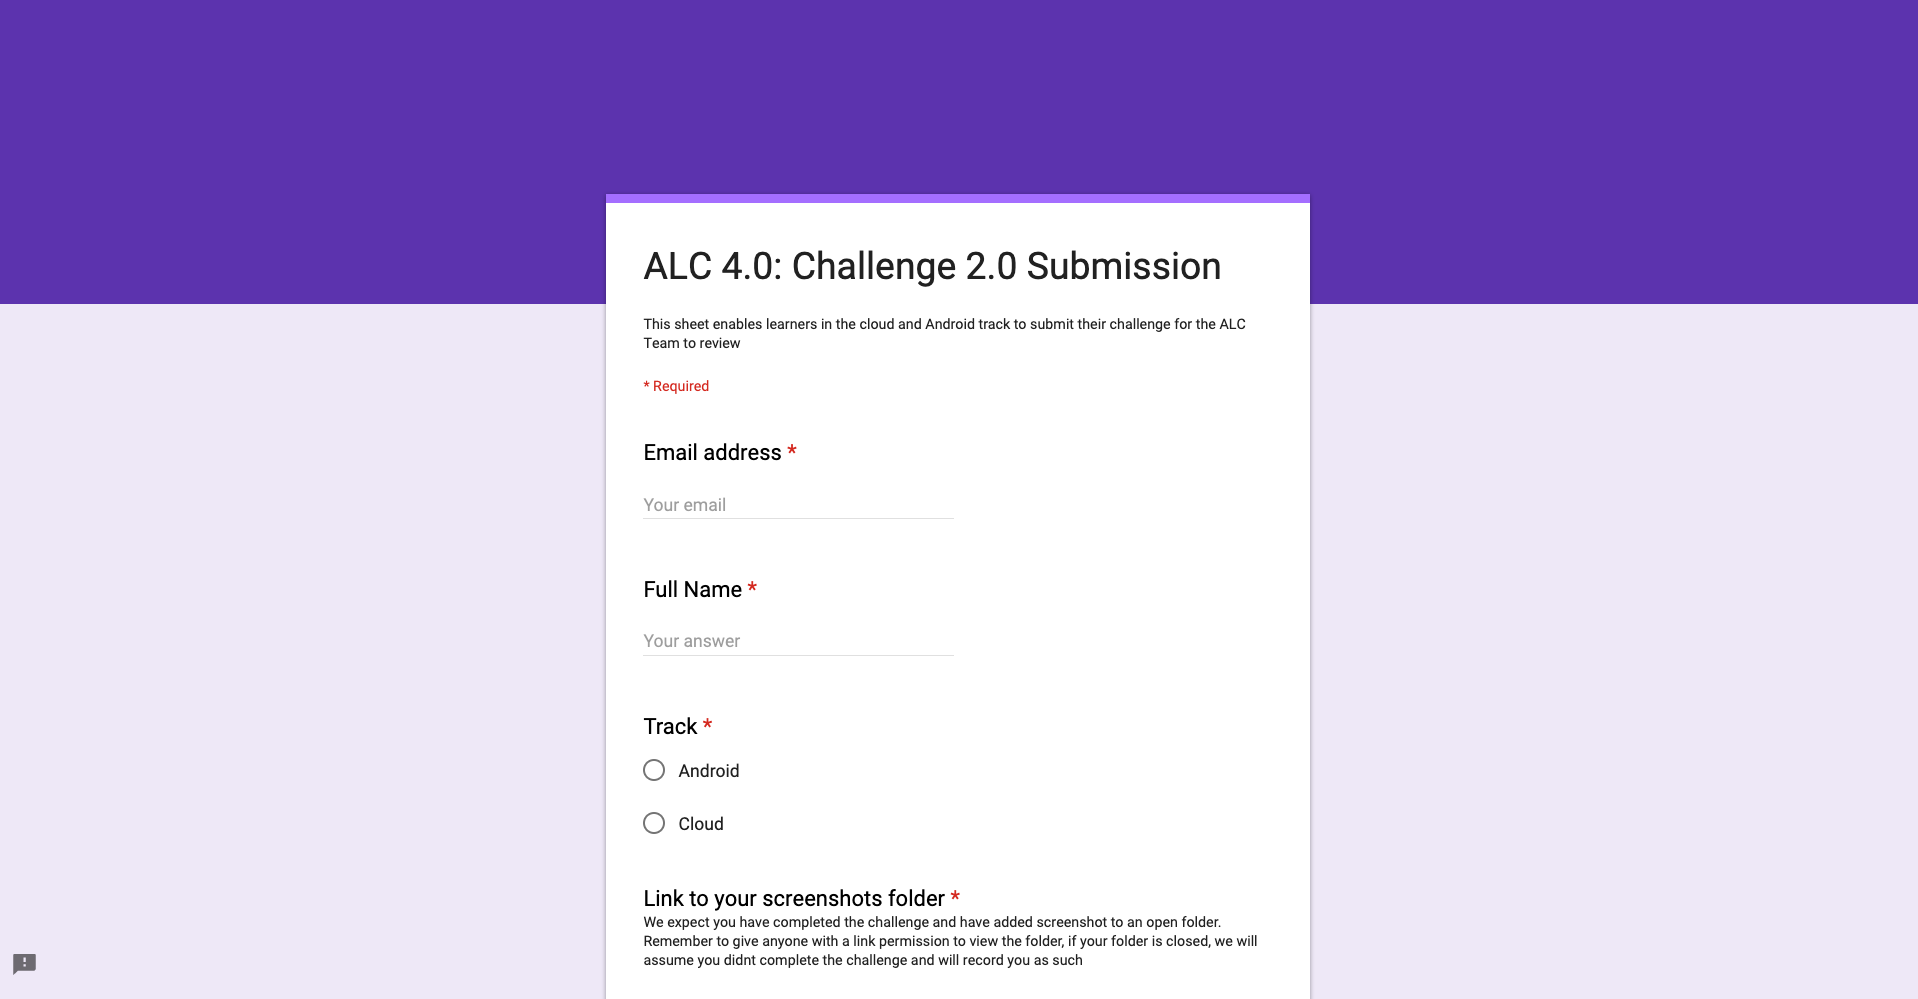 ALC 4.0: Challenge 2.0 Submission
This sheet enables learners in the cloud and Android track to submit their challenge for the ALC
Team to review
* Required
Email address *
Your email
Full Name *
Your answer
Track *
Android
Cloud
Link to your screenshots folder *
We expect you have completed the challenge and have added screenshot to an open folder.
Remember to give anyone with a link permission to view the folder, if your folder is closed, we will
assume you didnt complete the challenge and will record you as such